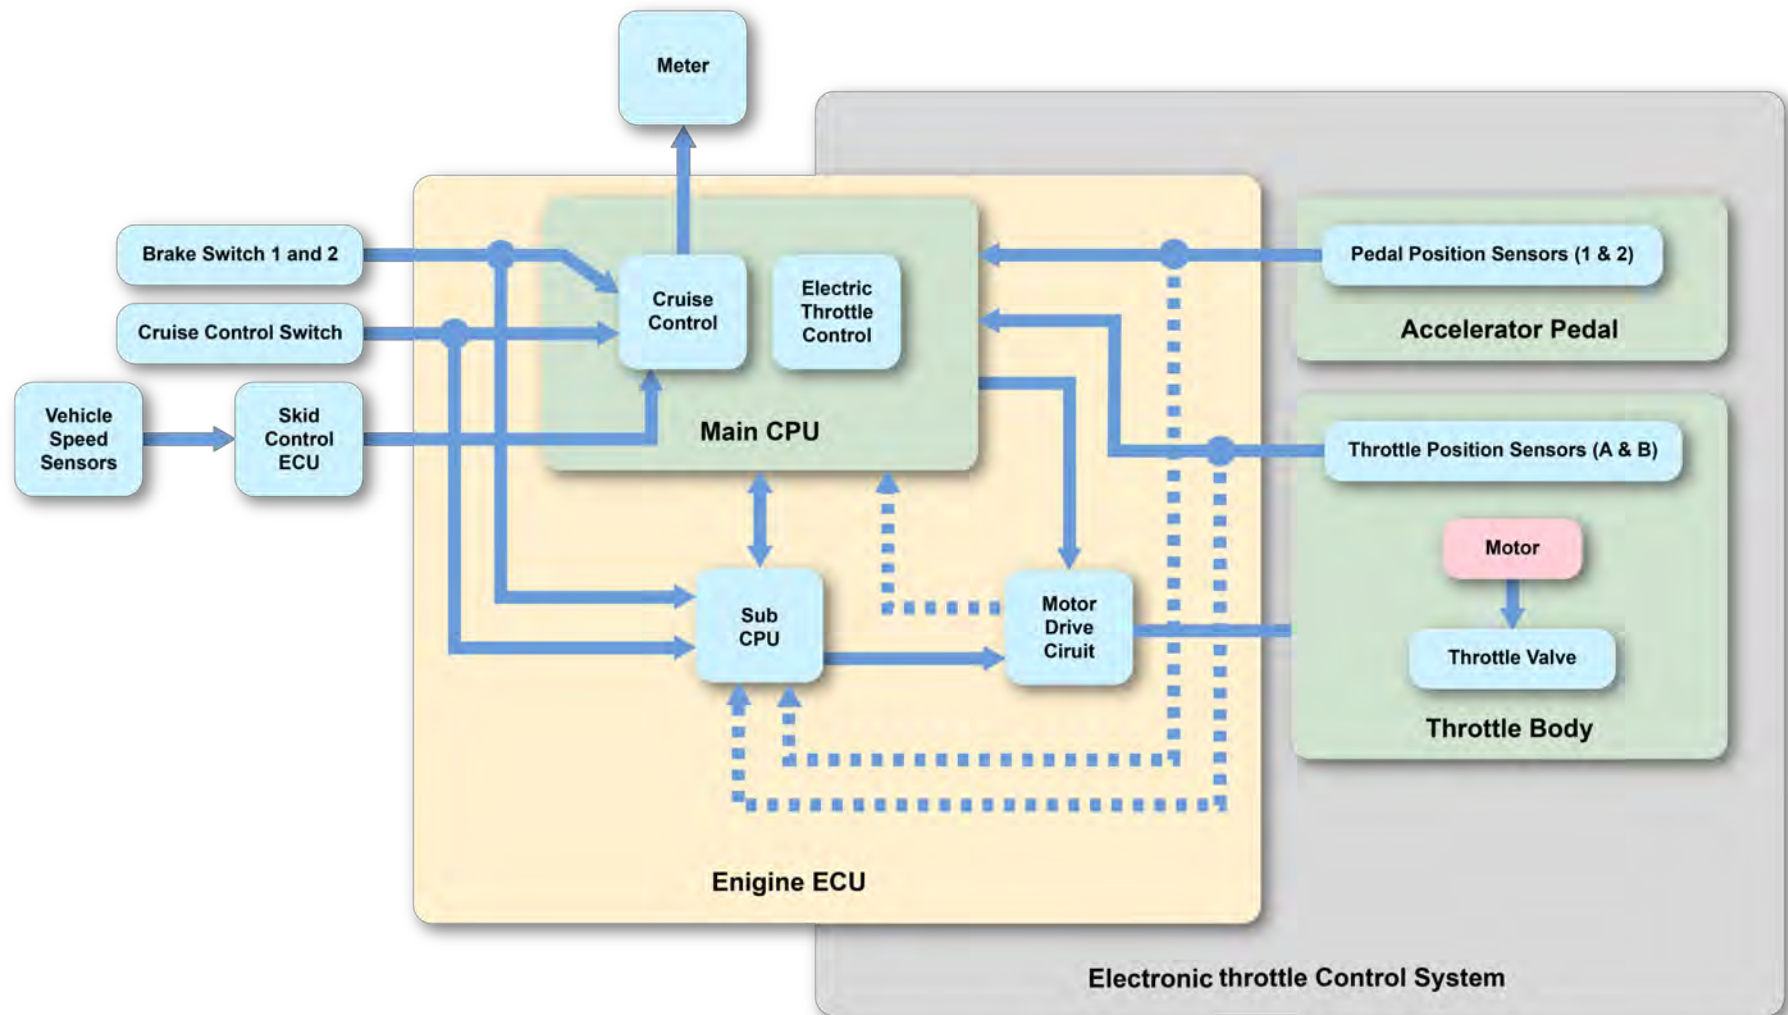 Meter
Brake Switch 1 and 2
Cruise Control Switch
Vehicle
Speed
Sensors
Skid
Control
ECU
Cruise
Control
Electric
Throttle
Control
Main CPU
Sub
CPU
Motor
Drive
Ciruit
Enigine ECU
Pedal Position Sensors (1 & 2)
Accelerator Pedal
Throttle Position Sensors (A & B)
Motor
Throttle Valve
Throttle Body
Electronic throttle Control System